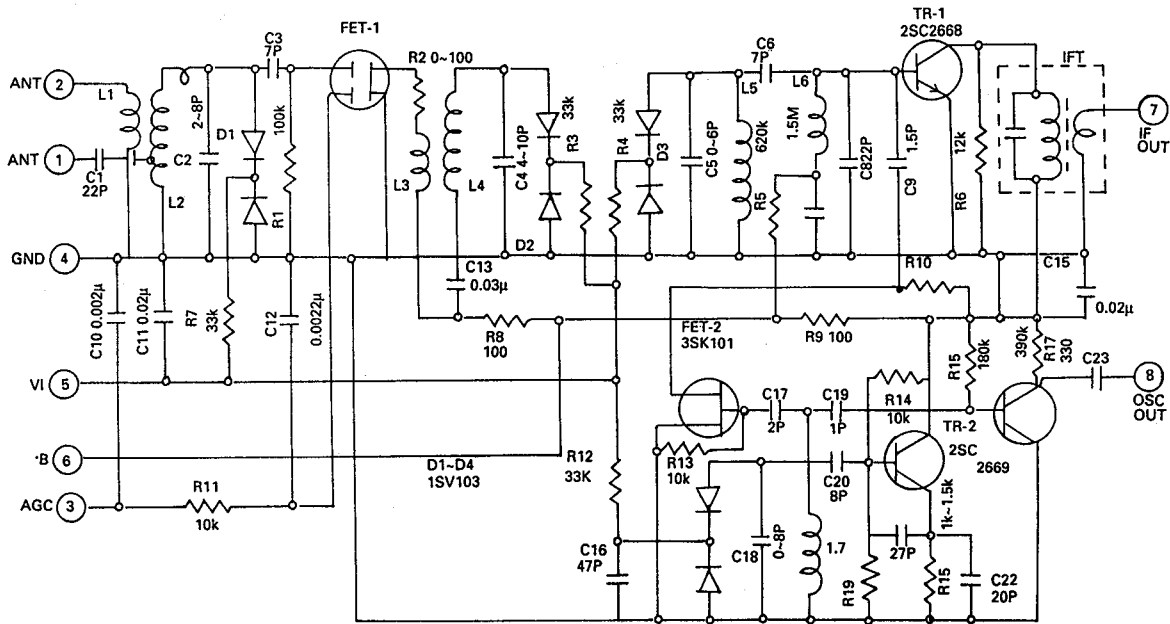 TR-1
2SC2668
FET-1
C3
7P
C6
7P
R2 0~100
IFT
ANT 2
L1
2~8P
100k
33k
33k
L5
L6
7
IF
OUT
D1
R3
R4
D3
1.5M
1.5P
12k
ANT 1
C1
22P
C2
L2
R1
L3
L4
C4 4~10P
C5 0~6P
620k
R5
C822P
C9
R6
GND 4
D2
C15
C13
0.03μ
R10
C10 0.002μ
C11 0.02μ
R7
33k
C12
0.0022μ
R8
100
FET-2
3SK101
R9 100
0.02μ
R15
180k
390k
R17
330
C23
VI 5
8
OSC
OUT
C17
2P
C19
1P
R14
10k
TR-2
2SC
2669
·B 6
D1~D4
1SV103
R12
33K
R13
10k
C20
8P
1k~1.5k
AGC 3
R11
10k
C16
47P
C18
0~8P
1.7
27P
R19
R15
C22
20P